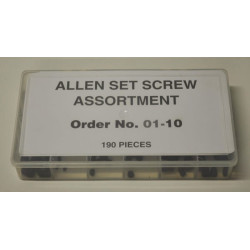 ALLEN SET SCREW
ASSORTMENT
Order No. 01-10
190 PIECES